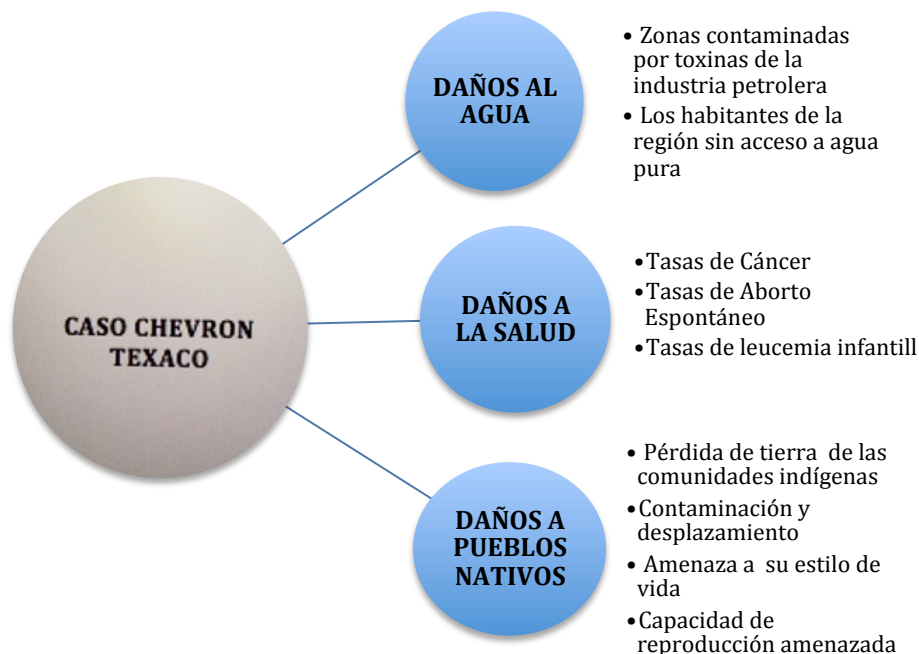 CASO CHEVRON
TEXACO
DAÑOS AL
AGUA
• Zonas contaminadas
por toxinas de la
industria petrolera
• Los habitantes de la
región sin acceso a agua
pura
DAÑOS A
LA SALUD
•Tasas de Cáncer
•Tasas de Aborto
Espontáneo
•Tasas de leucemia infantill
DAÑOS A
PUEBLOS
NATIVOS
• Pérdida de tierra de las
comunidades indígenas
•Contaminación y
desplazamiento
• Amenaza a su estilo de
vida
•Capacidad de
reproducción amenazada